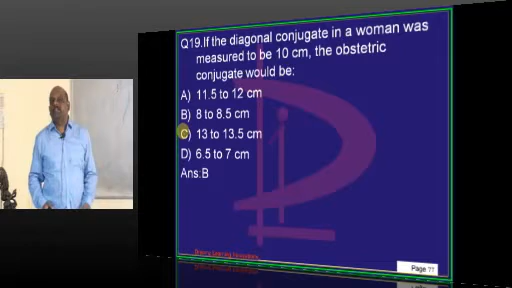 Q19.If the diagonal conjugate in a woman was
measured to be 10 cm, the obstetric
conjugate would be:
A) 11.5 to 12 cm
B) 8 to 8.5 cm
C) 13 to 13.5 cm
D) 6.5 to 7 cm
Ans:B
Page 77